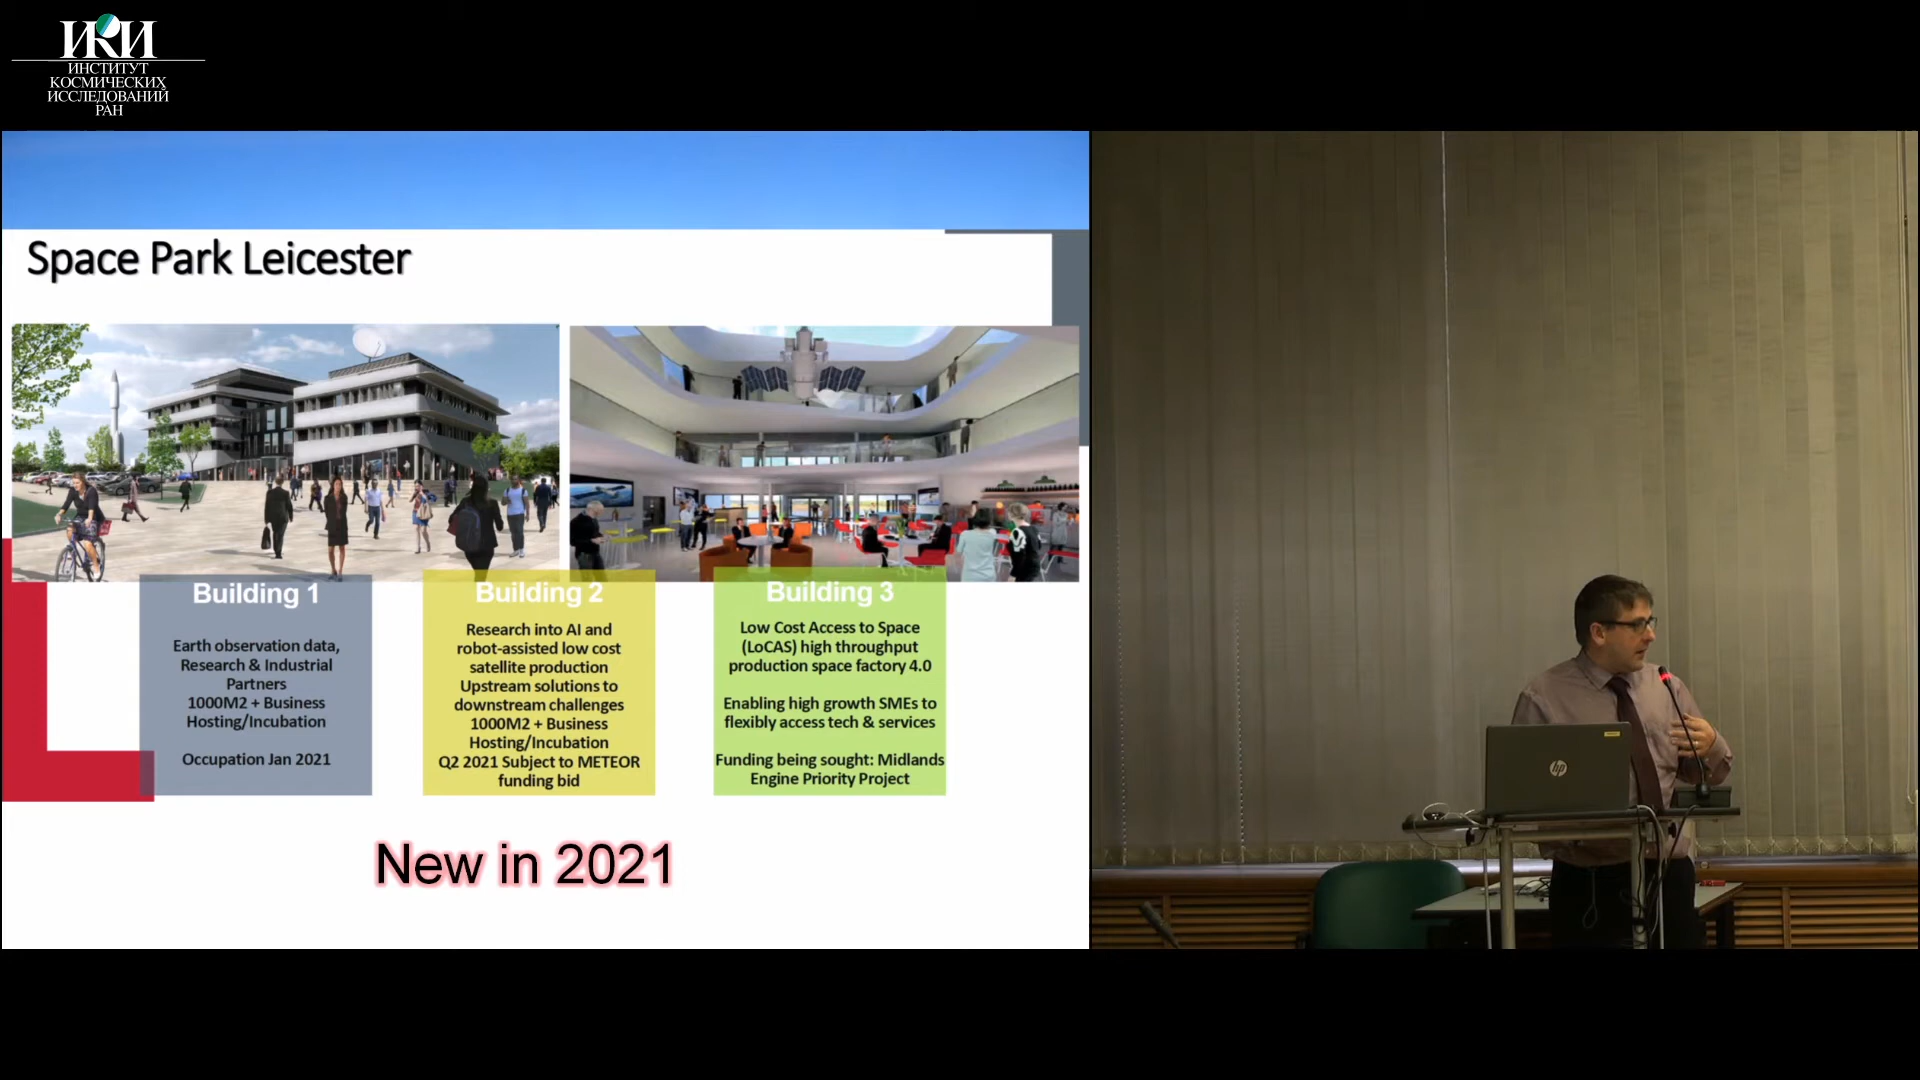 ИКИ
ИНСТИТУТ
КОСМИЧЕСКИХ
ИССЛЕДОВАНИЙ
РАН
Space Park Leicester
Building 1
Earth observation data,
Research & Industrial
Partners
1000M2 + Business
Hosting/Incubation
Occupation Jan 2021
Building 2
Research into AI and
robot-assisted low cost
satellite production
Upstream solutions to
downstream challenges
1000M2 + Business
Hosting/Incubation
Q2 2021 Subject to METEOR
funding bid
Building 3
Low Cost Access to Space
(LoCAS) high throughput
production space factory 4.0
Enabling high growth SMEs to
flexibly access tech & services
Funding being sought: Midlands
Engine Priority Project
New in 2021
hp